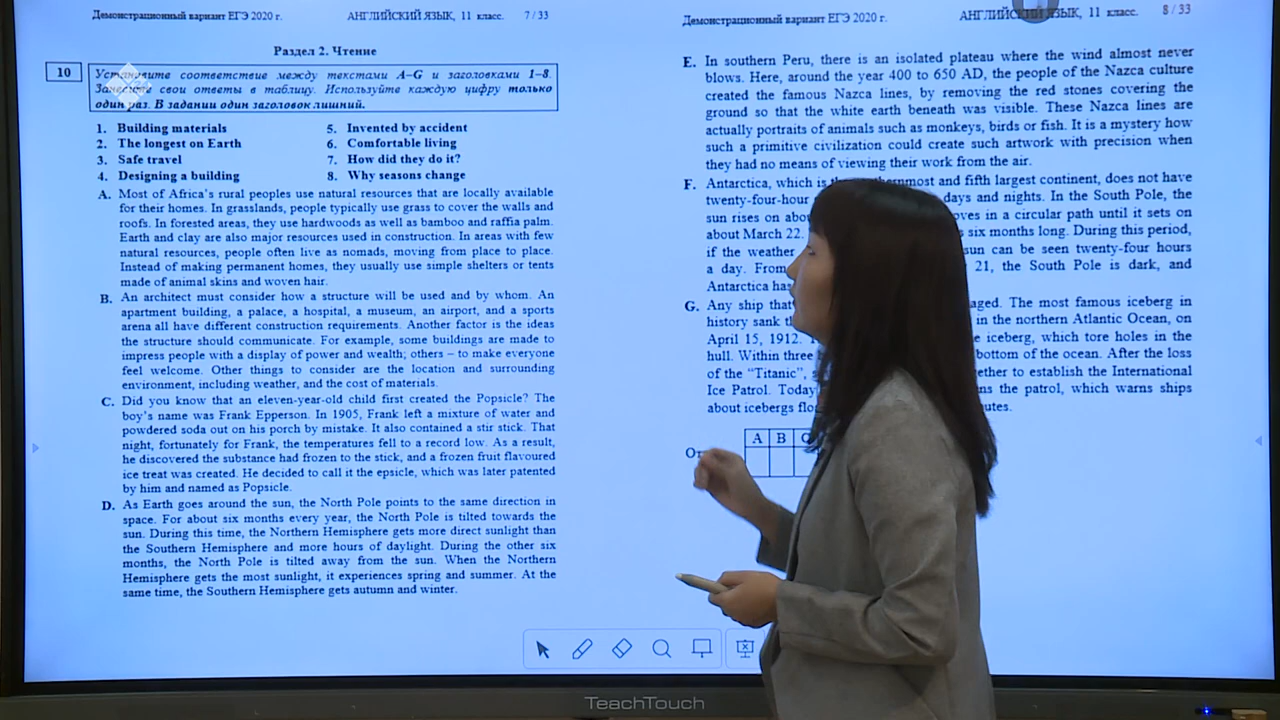 Демонстрационный вариант ЕГЭ 2020 г. АНГЛИЙСКИЙ ЯЗЫК, 11 класс. 7 / 33
Раздел 2. Чтение
10
Установите соответствие между текстами A–G и заголовками 1–8.
Занесите свои ответы в таблицу. Используйте каждую цифру только
один раз. В задании один заголовок лишний.
1. Building materials
2. The longest on Earth
3. Safe travel
4. Designing a building
5. Invented by accident
6. Comfortable living
7. How did they do it?
8. Why seasons change
A. Most of Africa's rural peoples use natural resources that are locally available
for their homes. In grasslands, people typically use grass to cover the walls and
roofs. In forested areas, they use hardwoods as well as bamboo and raffia palm.
Earth and clay are also major resources used in construction. In areas with few
natural resources, people often live as nomads, moving from place to place.
Instead of making permanent homes, they usually use simple shelters or tents
made of animal skins and woven hair.
B. An architect must consider how a structure will be used and by whom. An
apartment building, a palace, a hospital, a museum, an airport, and a sports
arena all have different construction requirements. Another factor is the ideas
the structure should communicate. For example, some buildings are made to
impress people with a display of power and wealth; others – to make everyone
feel welcome. Other things to consider are the location and surrounding
environment, including weather, and the cost of materials.
C. Did you know that an eleven-year-old child first created the Popsicle? The
boy's name was Frank Epperson. In 1905, Frank left a mixture of water and
powdered soda out on his porch by mistake. It also contained a stir stick. That
night, fortunately for Frank, the temperatures fell to a record low. As a result,
he discovered the substance had frozen to the stick, and a frozen fruit flavoured
ice treat was created. He decided to call it the epsicle, which was later patented
by him and named as Popsicle.
D. As Earth goes around the sun, the North Pole points to the same direction in
space. For about six months every year, the North Pole is tilted towards the
sun. During this time, the Northern Hemisphere gets more direct sunlight than
the Southern Hemisphere and more hours of daylight. During the other six
months, the North Pole is tilted away from the sun. When the Northern
Hemisphere gets the most sunlight, it experiences spring and summer. At the
same time, the Southern Hemisphere gets autumn and winter.
Демонстрационный вариант ЕГЭ 2020 г. АНГЛИЙСКИЙ ЯЗЫК, 11 класс. 8 / 33
E. In southern Peru, there is an isolated plateau where the wind almost never
blows. Here, around the year 400 to 650 AD, the people of the Nazca culture
created the famous Nazca lines, by removing the red stones covering the
ground so that the white earth beneath was visible. These Nazca lines are
actually portraits of animals such as monkeys, birds or fish. It is a mystery how
such a primitive civilization could create such artwork with precision when
they had no means of viewing their work from the air.
F. Antarctica, which is the southernmost and fifth largest continent, does not have
twenty-four-hour days and nights. In the South Pole, the
sun rises on in a circular path until it sets on
about March 22. six months long. During this period,
if the weather sun can be seen twenty-four hours
a day. From 21, the South Pole is dark, and
Antarctica
G. Any ship that The most famous iceberg in
history sank in the northern Atlantic Ocean, on
April 15, 1912. iceberg, which tore holes in the
hull. Within three bottom of the ocean. After the loss
of the “Titanic”, to establish the International
Ice Patrol. Today the patrol, which warns ships
about icebergs
A B
TeachTouch